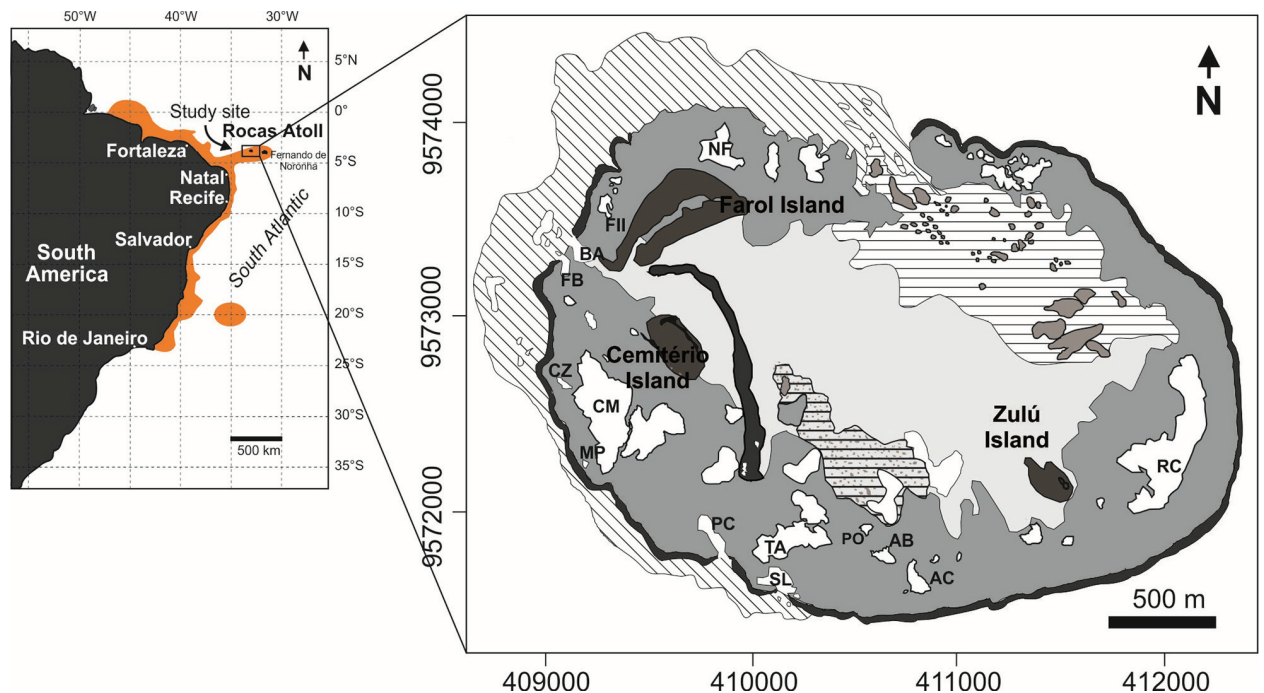 50°W
40°W
30°W
N
5°N
0°
5°S
10°S
15°S
20°S
25°S
30°S
35°S
Study site
Rocas Atoll
Fernando de
Noronha
Fortaleza
Natal
Recife
Salvador
South Atlantic
South
America
Rio de Janeiro
500 km
9574000
9573000
9572000
N
NF
Farol Island
FII
BA
FB
Cemitério
Island
CZ
CM
MP
Zulú
Island
RC
PC
TA
PO
AB
SL
AC
500 m
409000
410000
411000
412000